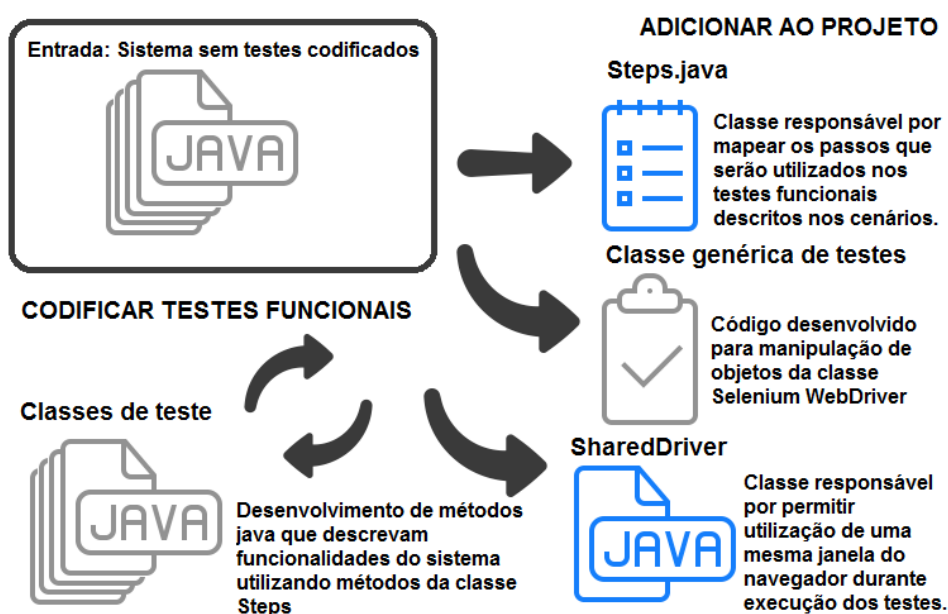 Entrada: Sistema sem testes codificados
JAVA
ADICIONAR AO PROJETO
Steps.java
Classe responsável por
mapear os passos que
serão utilizados nos
testes funcionais
descritos nos cenários.
Classe genérica de testes
Código desenvolvido
para manipulação de
objetos da classe
Selenium WebDriver
SharedDriver
JAVA
Classe responsável
por permitir
utilização de uma
mesma janela do
navegador durante
execução dos testes.
CODIFICAR TESTES FUNCIONAIS
Classes de teste
JAVA
Desenvolvimento de métodos
java que descrevam
funcionalidades do sistema
utilizando métodos da classe
Steps